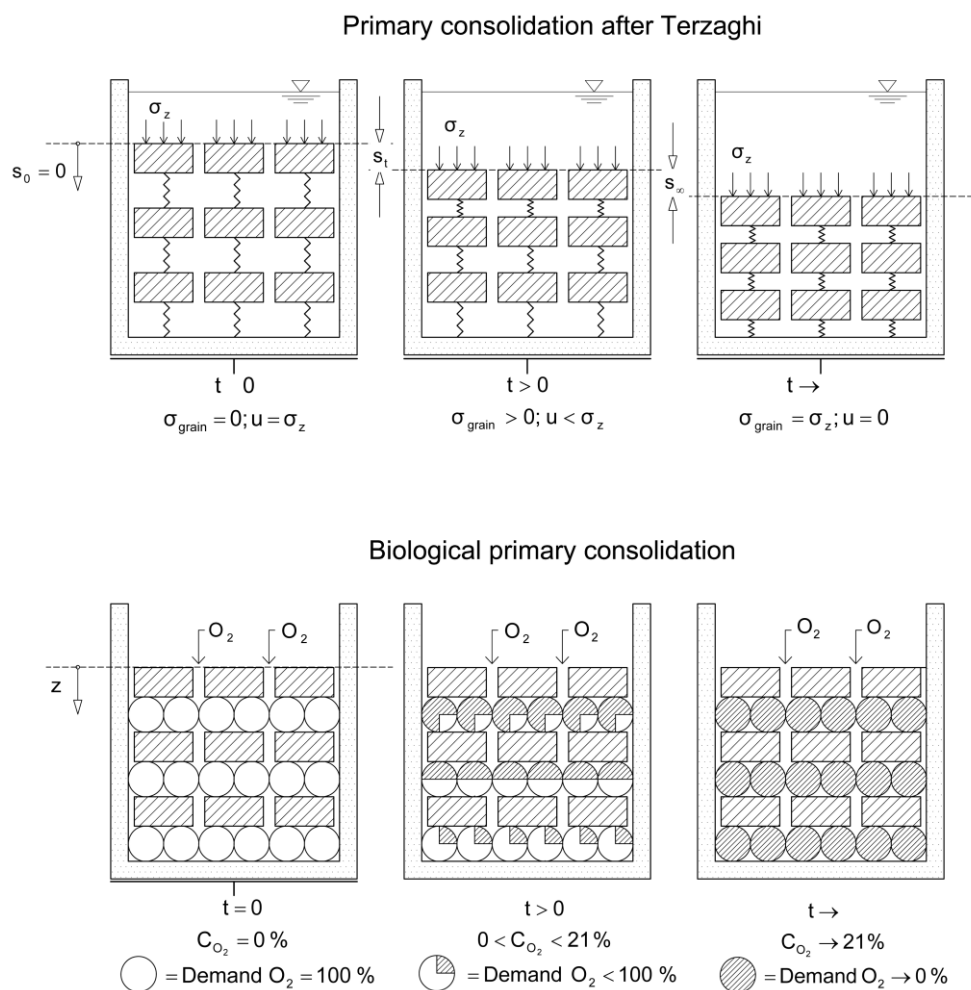 Primary consolidation after Terzaghi
σz
s0 = 0
st
σz
s∞
σz
t 0
t > 0
t →
σgrain = 0; u = σz
σgrain > 0; u < σz
σgrain = σz; u = 0
Biological primary consolidation
O2 O2
O2 O2
O2 O2
z
t = 0
t > 0
t →
CO2 = 0 %
0 < CO2 < 21%
CO2 → 21%
= Demand O2 = 100 %
= Demand O2 < 100 %
= Demand O2 → 0 %